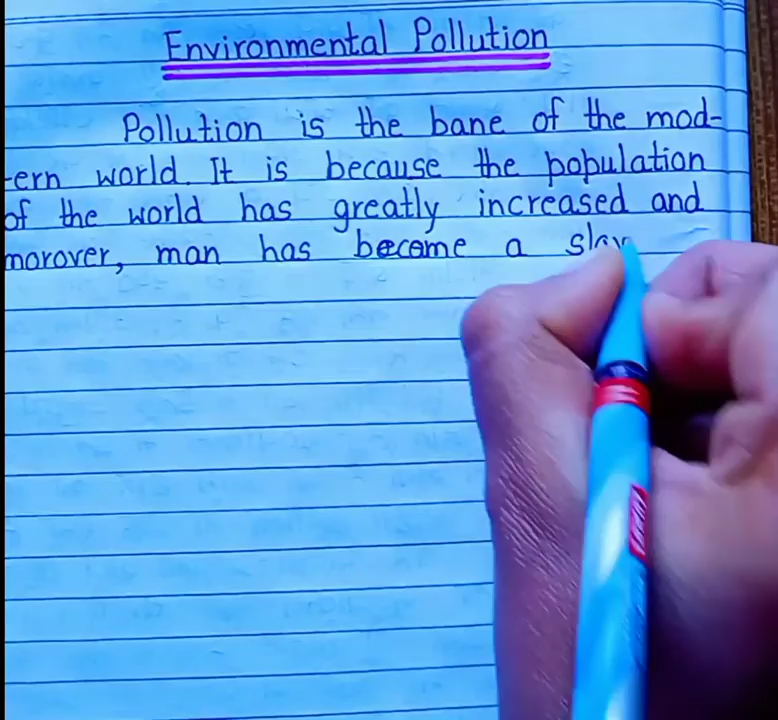 Environmental Pollution
Pollution is the bane of the mod-
-ern world. It is because the population
of the world has greatly increased and
morover, man has become a slav